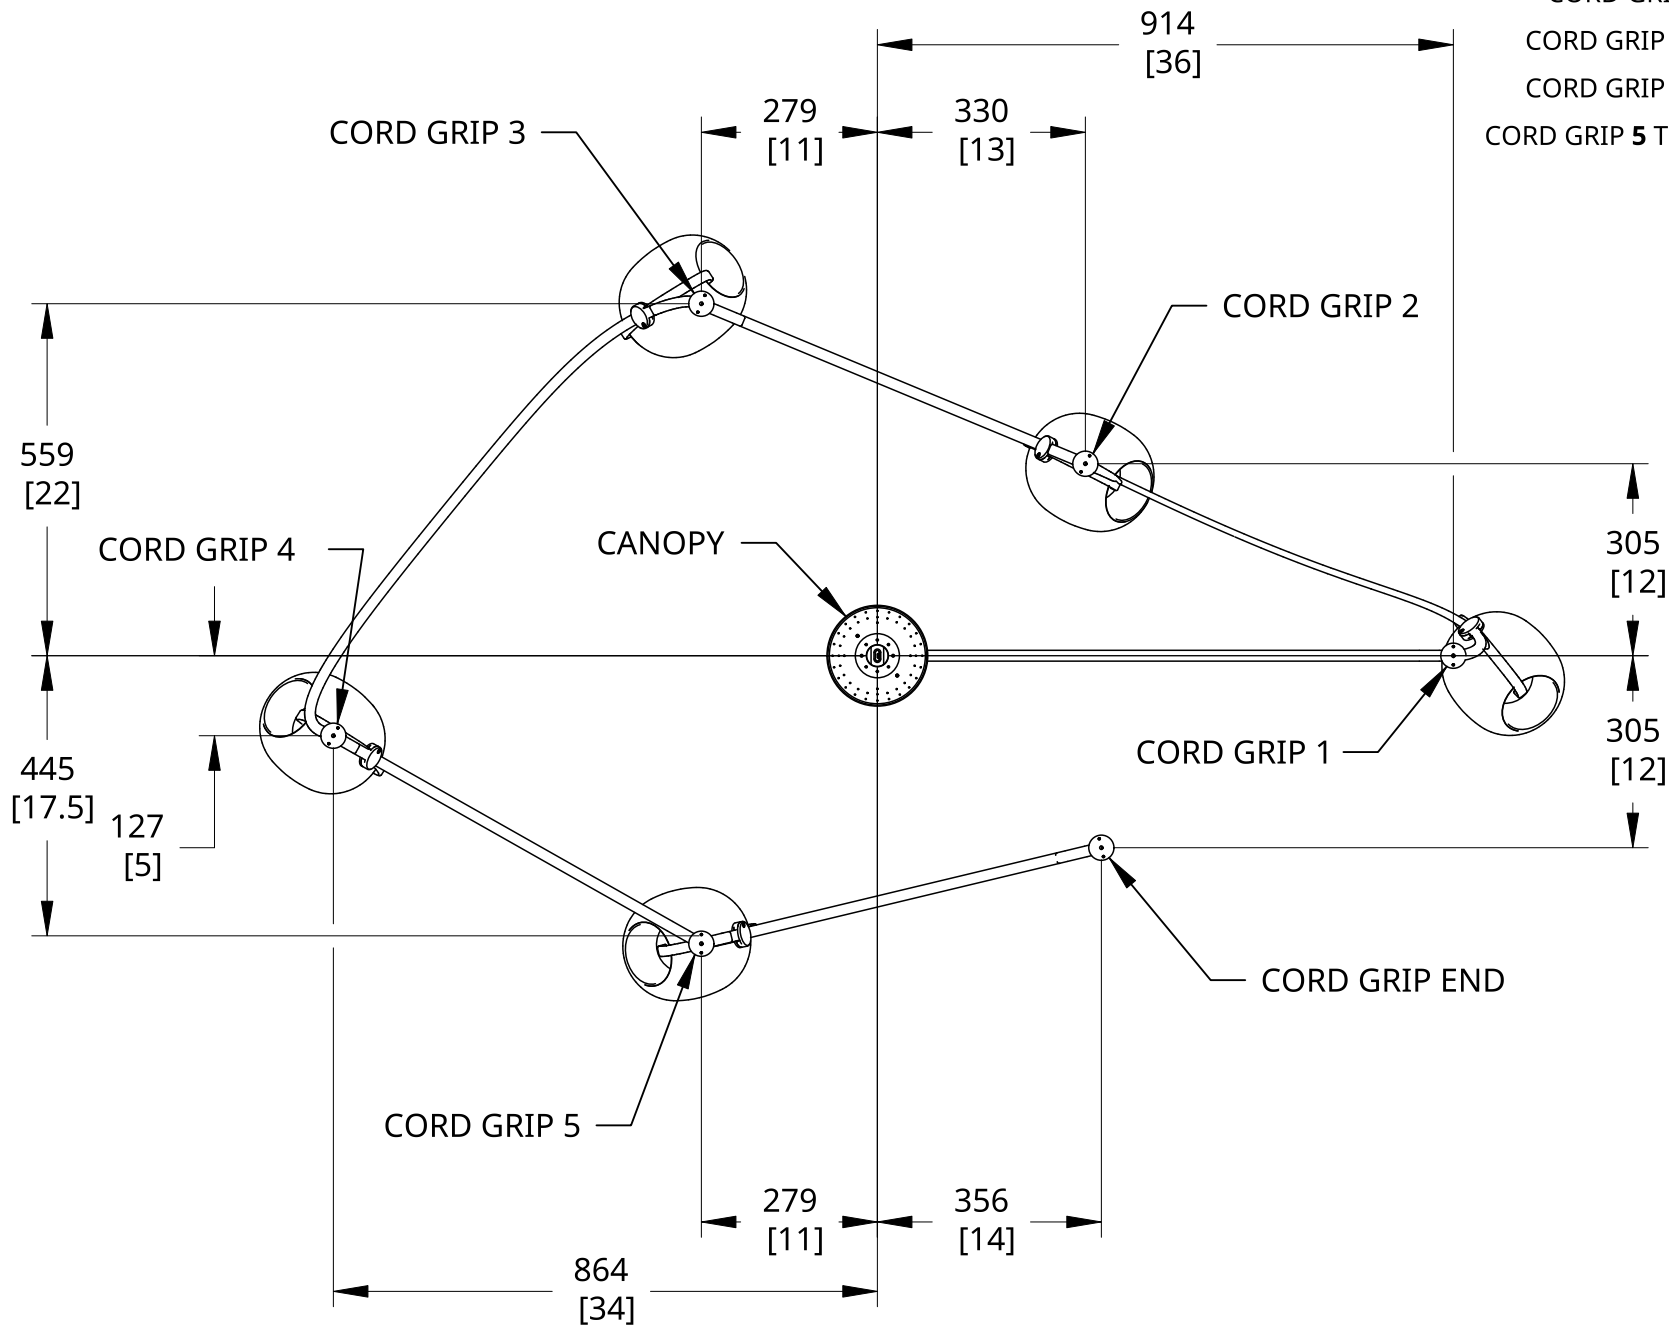 914
[36]
CORD GRI
CORD GRIP
CORD GRIP
CORD GRIP 5 T
279
[11]
330
[13]
CORD GRIP 3
CORD GRIP 2
559
[22]
CORD GRIP 4
CANOPY
305
[12]
CORD GRIP 1
305
[12]
445
[17.5]
127
[5]
CORD GRIP END
CORD GRIP 5
279
[11]
356
[14]
864
[34]